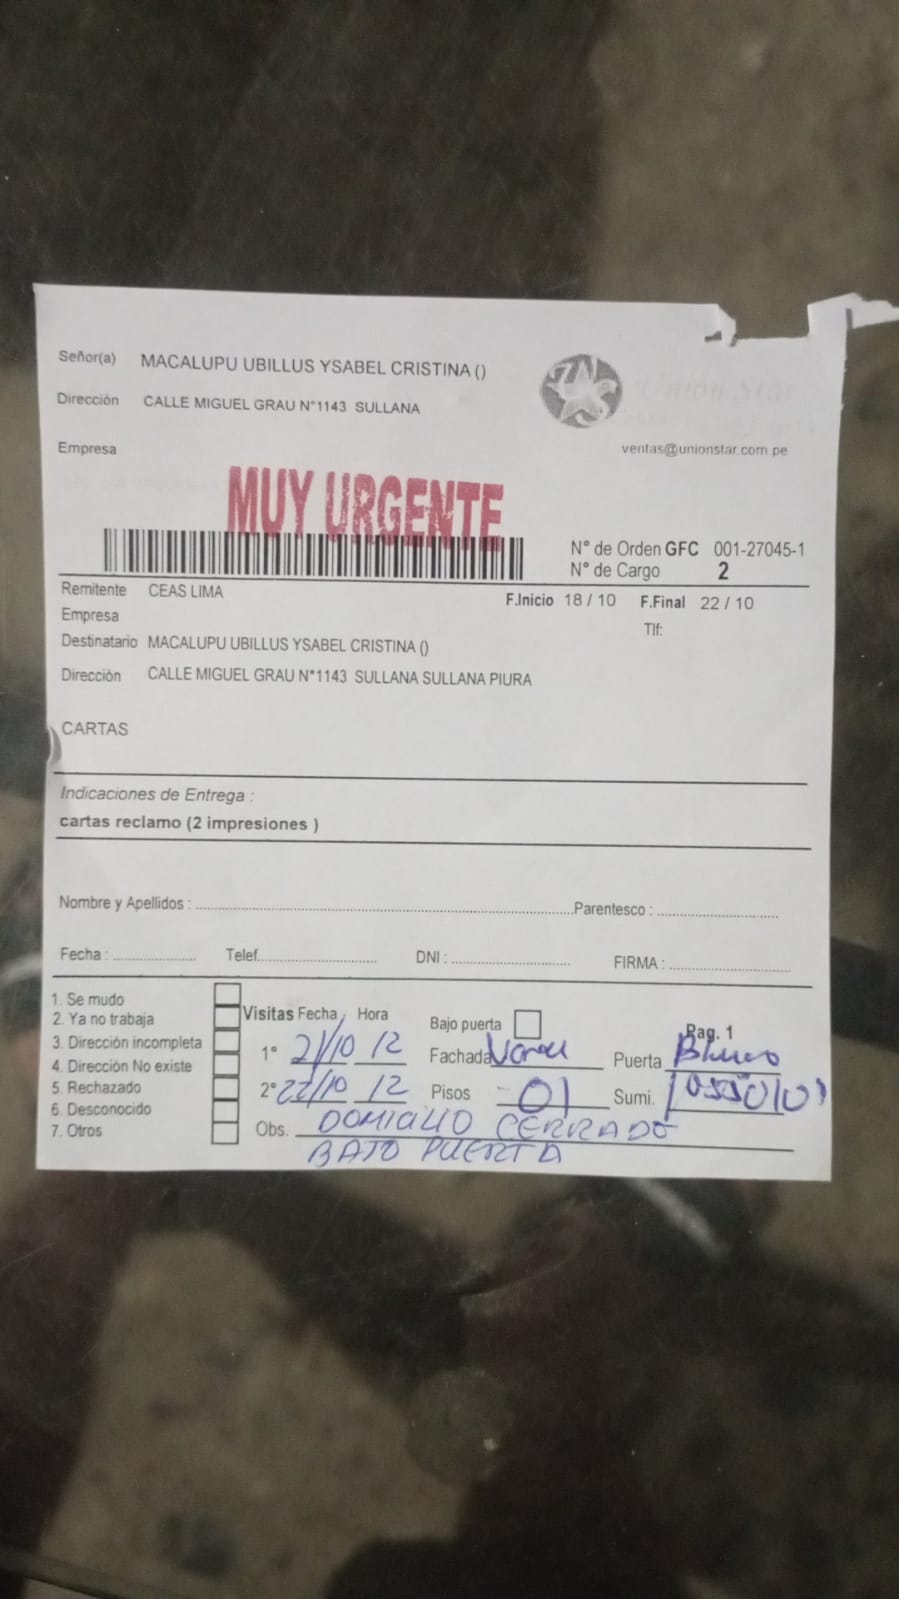 Señor(a) MACALUPU UBILLUS YSABEL CRISTINA ()
Dirección CALLE MIGUEL GRAU N°1143 SULLANA
Union Star
Empresa
ventas@unionstar.com.pe
MUY URGENTE
N° de Orden GFC 001-27045-1
N° de Cargo 2
Remitente CEAS LIMA
F.Inicio 18 / 10 F.Final 22 / 10
Empresa
Tlf:
Destinatario MACALUPU UBILLUS YSABEL CRISTINA ()
Dirección CALLE MIGUEL GRAU N°1143 SULLANA SULLANA PIURA
CARTAS
Indicaciones de Entrega :
cartas reclamo (2 impresiones )
Nombre y Apellidos : Parentesco :
Fecha : Telef. DNI : FIRMA :
1. Se mudo
2. Ya no trabaja
3. Dirección incompleta
4. Dirección No existe
5. Rechazado
6. Desconocido
7. Otros
Visitas Fecha Hora
Bajo puerta
Pag. 1
1° 21/10 12 Fachada Puerta Blanco
2° 22/10 12 Pisos 01 Sumi.
Obs. DOMICILIO CERRADO
BAJO PUERTA